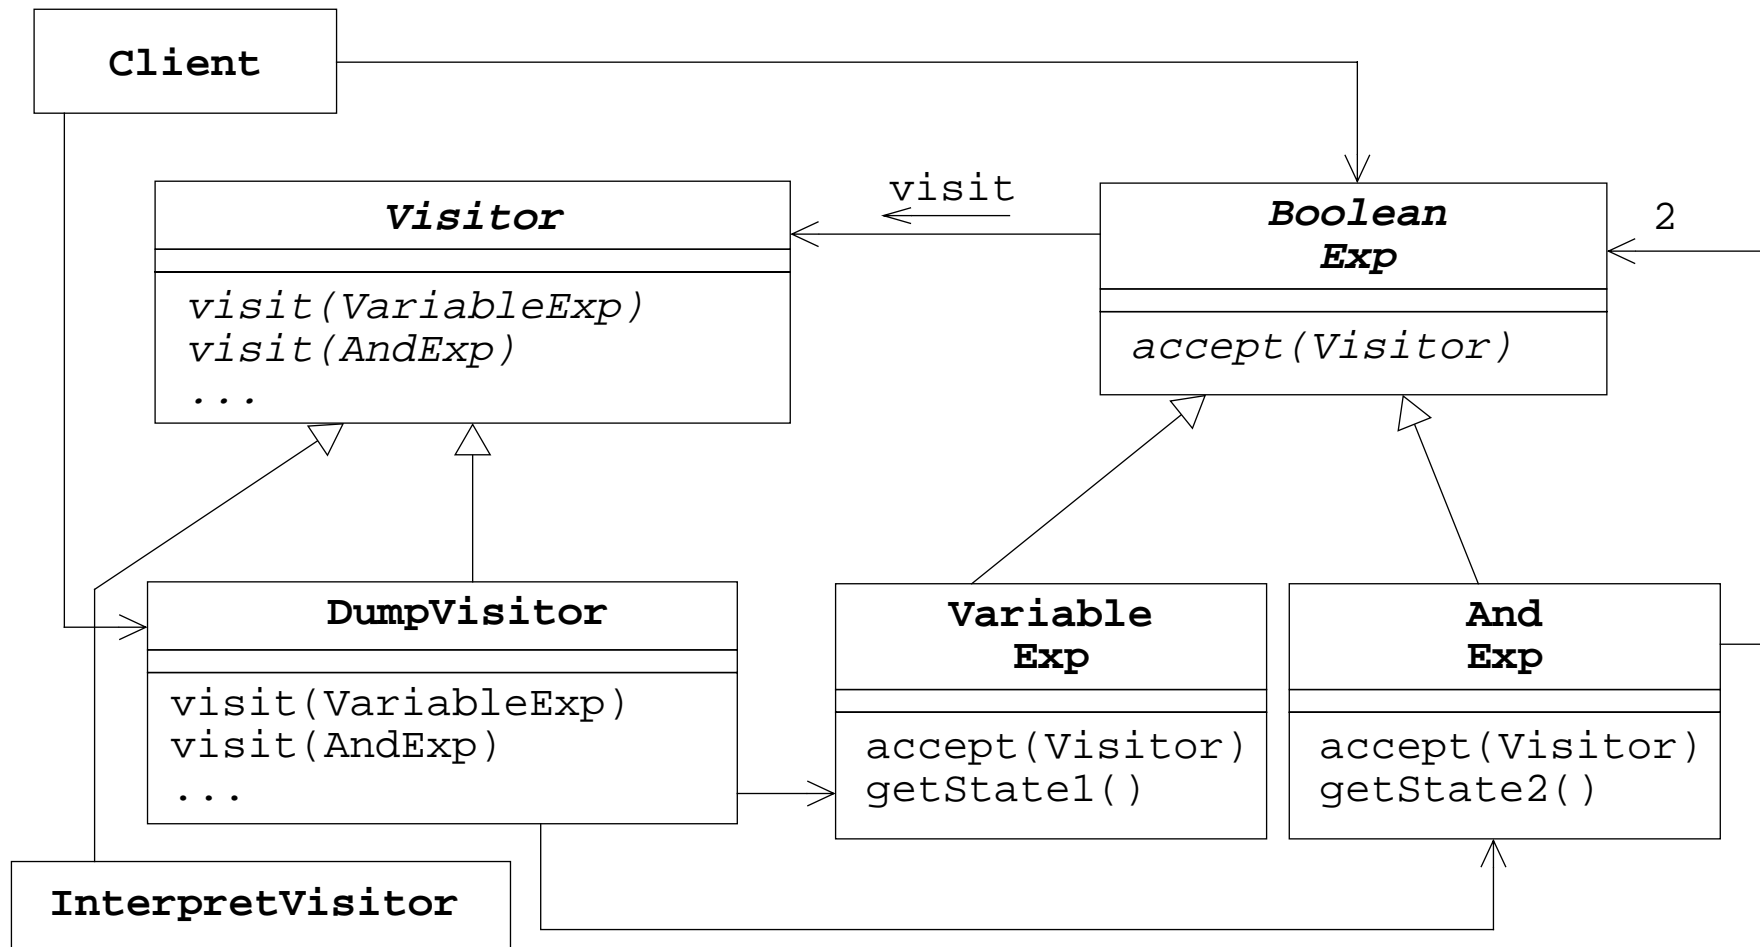 Client
visit
Visitor
visit(VariableExp)
visit(AndExp)
...
Boolean
Exp
accept(Visitor)
2
DumpVisitor
visit(VariableExp)
visit(AndExp)
...
Variable
Exp
accept(Visitor)
getState1()
And
Exp
accept(Visitor)
getState2()
InterpretVisitor